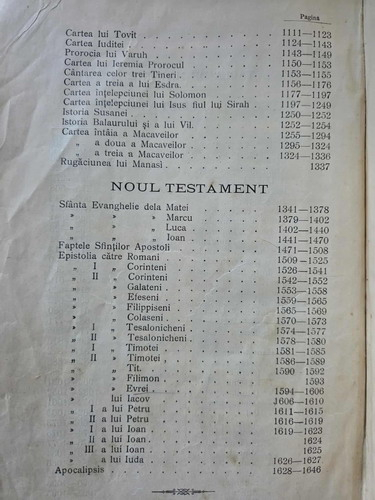 Pagina
Cartea lui Tovit . . . . . . . . . 1111—1123
Cartea Iuditei . . . . . . . . . 1124—1143
Prorocia lui Varuh . . . . . . . . . 1143—1149
Cartea lui Ieremia Prorocul . . . . . . . . . 1150—1153
Cântarea celor trei Tineri . . . . . . . . . 1153—1155
Cartea a treia a lui Esdra . . . . . . . . . 1156—1176
Cartea înțelepciunei lui Solomon . . . . . . . . . 1177—1197
Cartea înțelepciunei lui Isus fiul lui Sirah . . . . . . . . . 1197—1249
Istoria Susanei . . . . . . . . . 1250—1252
Istoria Balaurului și a lui Vil . . . . . . . . . 1252—1254
Cartea întâia a Macaveilor . . . . . . . . . 1255—1294
„ a doua a Macaveilor . . . . . . . . . 1295—1324
„ a treia a Macaveilor . . . . . . . . . 1324—1336
Rugăciunea lui Manasi . . . . . . . . . 1337
NOUL TESTAMENT
Sfânta Evanghelie dela Matei . . . . . . . . . 1341—1378
» » » Marcu . . . . . . . . . 1379—1402
„ » „ Luca . . . . . . . . . 1402—1440
„ » „ Ioan . . . . . . . . . 1441—1470
Faptele Sfinților Apostoli . . . . . . . . . 1471—1508
Epistolia către Romani . . . . . . . . . 1509—1525
„ I „ Corinteni . . . . . . . . . 1526—1541
„ II „ Corinteni . . . . . . . . . 1542—1552
„ „ Galateni . . . . . . . . . 1553—1558
» „ Efeseni . . . . . . . . . 1559—1565
» „ Filippiseni . . . . . . . . . 1565—1569
» „ Colaseni . . . . . . . . . 1570—1573
» I „ Tesalonicheni . . . . . . . . . 1574—1577
„ II » Tesalonicheni . . . . . . . . . 1578—1580
„ I „ Timotei . . . . . . . . . 1581—1585
„ II » Timotei . . . . . . . . . 1586—1589
„ „ Tit . . . . . . . . . 1590 1592
„ „ Filimon . . . . . . . . . 1593
„ „ Evrei . . . . . . . . . 1594—1606
» lui Iacov . . . . . . . . . 1606—1610
„ I a lui Petru . . . . . . . . . 1611—1615
„ II a lui Petru . . . . . . . . . 1616—1619
„ I a lui Ioan . . . . . . . . . 1619—1623
„ II a lui Ioan . . . . . . . . . 1624
„ III a lui Ioan . . . . . . . . . 1625
» a lui Iuda . . . . . . . . . 1626—1627
Apocalipsis . . . . . . . . . 1628—1646